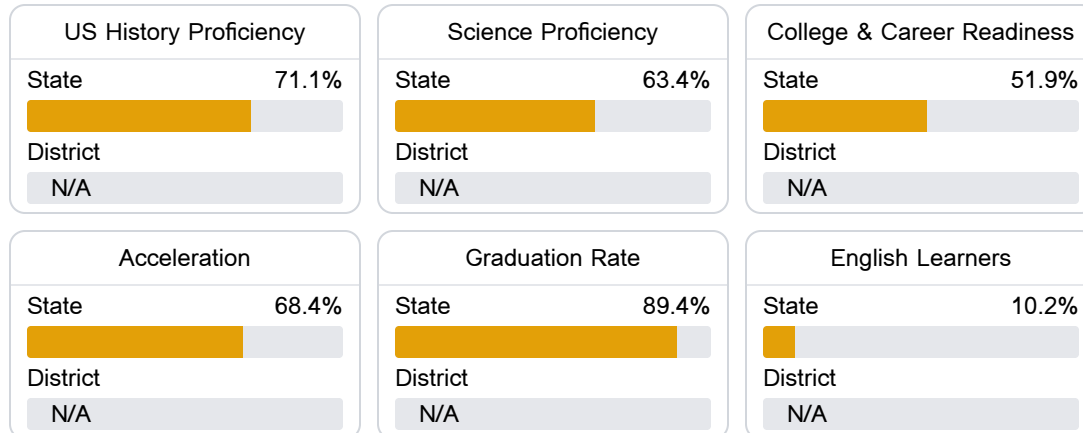 US History Proficiency
State 71.1%
District
N/A
Science Proficiency
State 63.4%
District
N/A
College & Career Readiness
State 51.9%
District
N/A
Acceleration
State 68.4%
District
N/A
Graduation Rate
State 89.4%
District
N/A
English Learners
State 10.2%
District
N/A